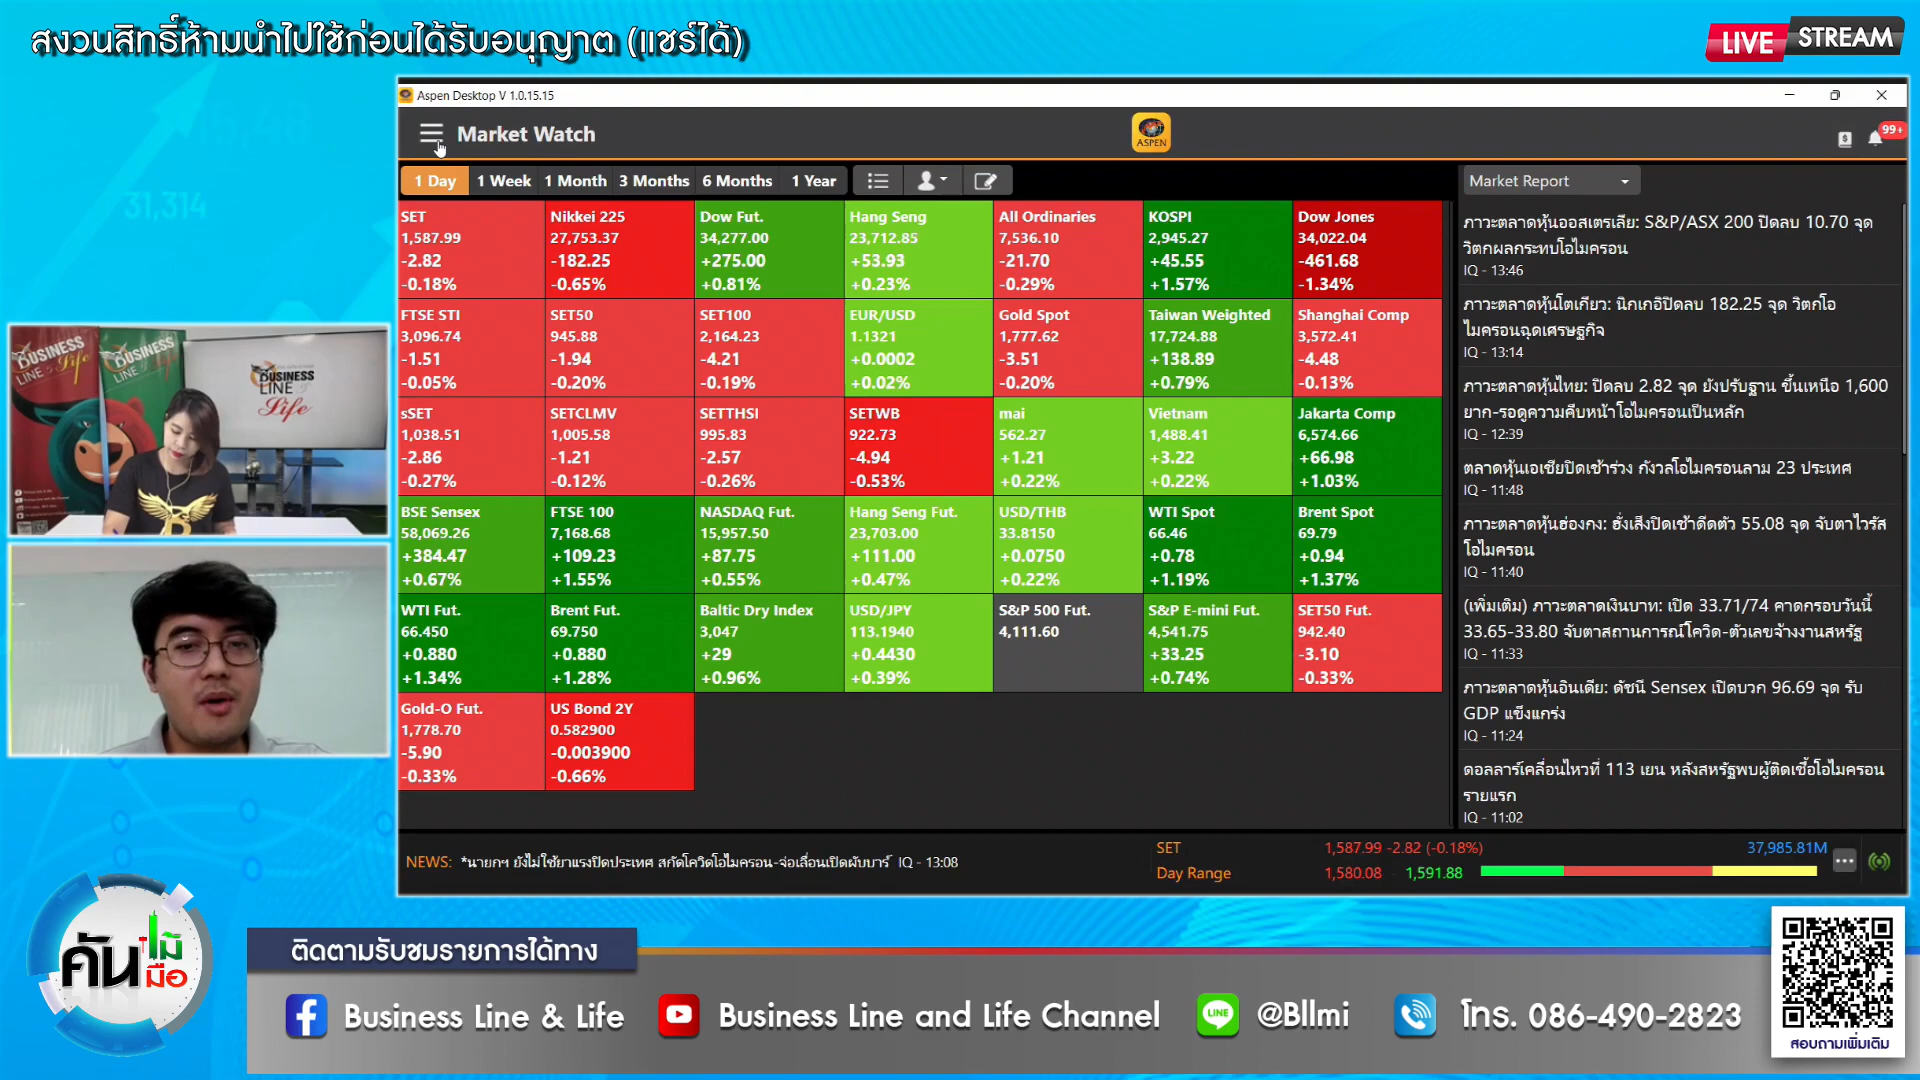 สงวนสิทธิ์ห้ามนำไปใช้ก่อนได้รับอนุญาต (แชร์ได้)
LIVE STREAM
Aspen Desktop V 1.0.15.15
Market Watch
ASPEN
99+
1 Day 1 Week 1 Month 3 Months 6 Months 1 Year
Market Report
SET
1,587.99
-2.82
-0.18%
Nikkei 225
27,753.37
-182.25
-0.65%
Dow Fut.
34,277.00
+275.00
+0.81%
Hang Seng
23,712.85
+53.93
+0.23%
All Ordinaries
7,536.10
-21.70
-0.29%
KOSPI
2,945.27
+45.55
+1.57%
Dow Jones
34,022.04
-461.68
-1.34%
FTSE STI
3,096.74
-1.51
-0.05%
SET50
945.88
-1.94
-0.20%
SET100
2,164.23
-4.21
-0.19%
EUR/USD
1.1321
+0.0002
+0.02%
Gold Spot
1,777.62
-3.51
-0.20%
Taiwan Weighted
17,724.88
+138.89
+0.79%
Shanghai Comp
3,572.41
-4.48
-0.13%
sSET
1,038.51
-2.86
-0.27%
SETCLMV
1,005.58
-1.21
-0.12%
SETTHSI
995.83
-2.57
-0.26%
SETWB
922.73
-4.94
-0.53%
mai
562.27
+1.21
+0.22%
Vietnam
1,488.41
+3.22
+0.22%
Jakarta Comp
6,574.66
+66.98
+1.03%
BSE Sensex
58,069.26
+384.47
+0.67%
FTSE 100
7,168.68
+109.23
+1.55%
NASDAQ Fut.
15,957.50
+87.75
+0.55%
Hang Seng Fut.
23,703.00
+111.00
+0.47%
USD/THB
33.8150
+0.0750
+0.22%
WTI Spot
66.46
+0.78
+1.19%
Brent Spot
69.79
+0.94
+1.37%
WTI Fut.
66.450
+0.880
+1.34%
Brent Fut.
69.750
+0.880
+1.28%
Baltic Dry Index
3,047
+29
+0.96%
USD/JPY
113.1940
+0.4430
+0.39%
S&P 500 Fut.
4,111.60
S&P E-mini Fut.
4,541.75
+33.25
+0.74%
SET50 Fut.
942.40
-3.10
-0.33%
Gold-O Fut.
1,778.70
-5.90
-0.33%
US Bond 2Y
0.582900
-0.003900
-0.66%
ภาวะตลาดหุ้นออสเตรเลีย: S&P/ASX 200 ปิดลบ 10.70 จุด
วิตกผลกระทบโอไมครอน
IQ - 13:46
ภาวะตลาดหุ้นโตเกียว: นิกเกอิปิดลบ 182.25 จุด วิตกโอ
ไมครอนฉุดเศรษฐกิจ
IQ - 13:14
ภาวะตลาดหุ้นไทย: ปิดลบ 2.82 จุด ยังปรับฐาน ขึ้นเหนือ 1,600
ยาก-รอดูความคืบหน้าโอไมครอนเป็นหลัก
IQ - 12:39
ตลาดหุ้นเอเชียปิดเช้าร่วง กังวลโอไมครอนลาม 23 ประเทศ
IQ - 11:48
ภาวะตลาดหุ้นฮ่องกง: ฮั่งเส็งปิดเช้าดีดตัว 55.08 จุด จับตาไวรัส
โอไมครอน
IQ - 11:40
(เพิ่มเติม) ภาวะตลาดเงินบาท: เปิด 33.71/74 คาดกรอบวันนี้
33.65-33.80 จับตาสถานการณ์โควิด-ตัวเลขจ้างงานสหรัฐ
IQ - 11:33
ภาวะตลาดหุ้นอินเดีย: ดัชนี Sensex เปิดบวก 96.69 จุด รับ
GDP แข็งแกร่ง
IQ - 11:24
ดอลลาร์เคลื่อนไหวที่ 113 เยน หลังสหรัฐพบผู้ติดเชื้อโอไมครอน
รายแรก
IQ - 11:02
NEWS: *นายกฯ ยังไม่ใช้ยาแรงปิดประเทศ สกัดโควิดโอไมครอน-จ่อเลื่อนเปิดผับบาร์ IQ - 13:08
SET 1,587.99 -2.82 (-0.18%) 37,985.81M
Day Range 1,580.08 - 1,591.88
31,314
BUSINESS LINE & Life
BUSINESS LINE & Life
BUSINESS LINE & Life
คันไม้มือ
ติดตามรับชมรายการได้ทาง
Business Line & Life
Business Line and Life Channel
LINE
@Bllmi
โทร. 086-490-2823
สอบถามเพิ่มเติม